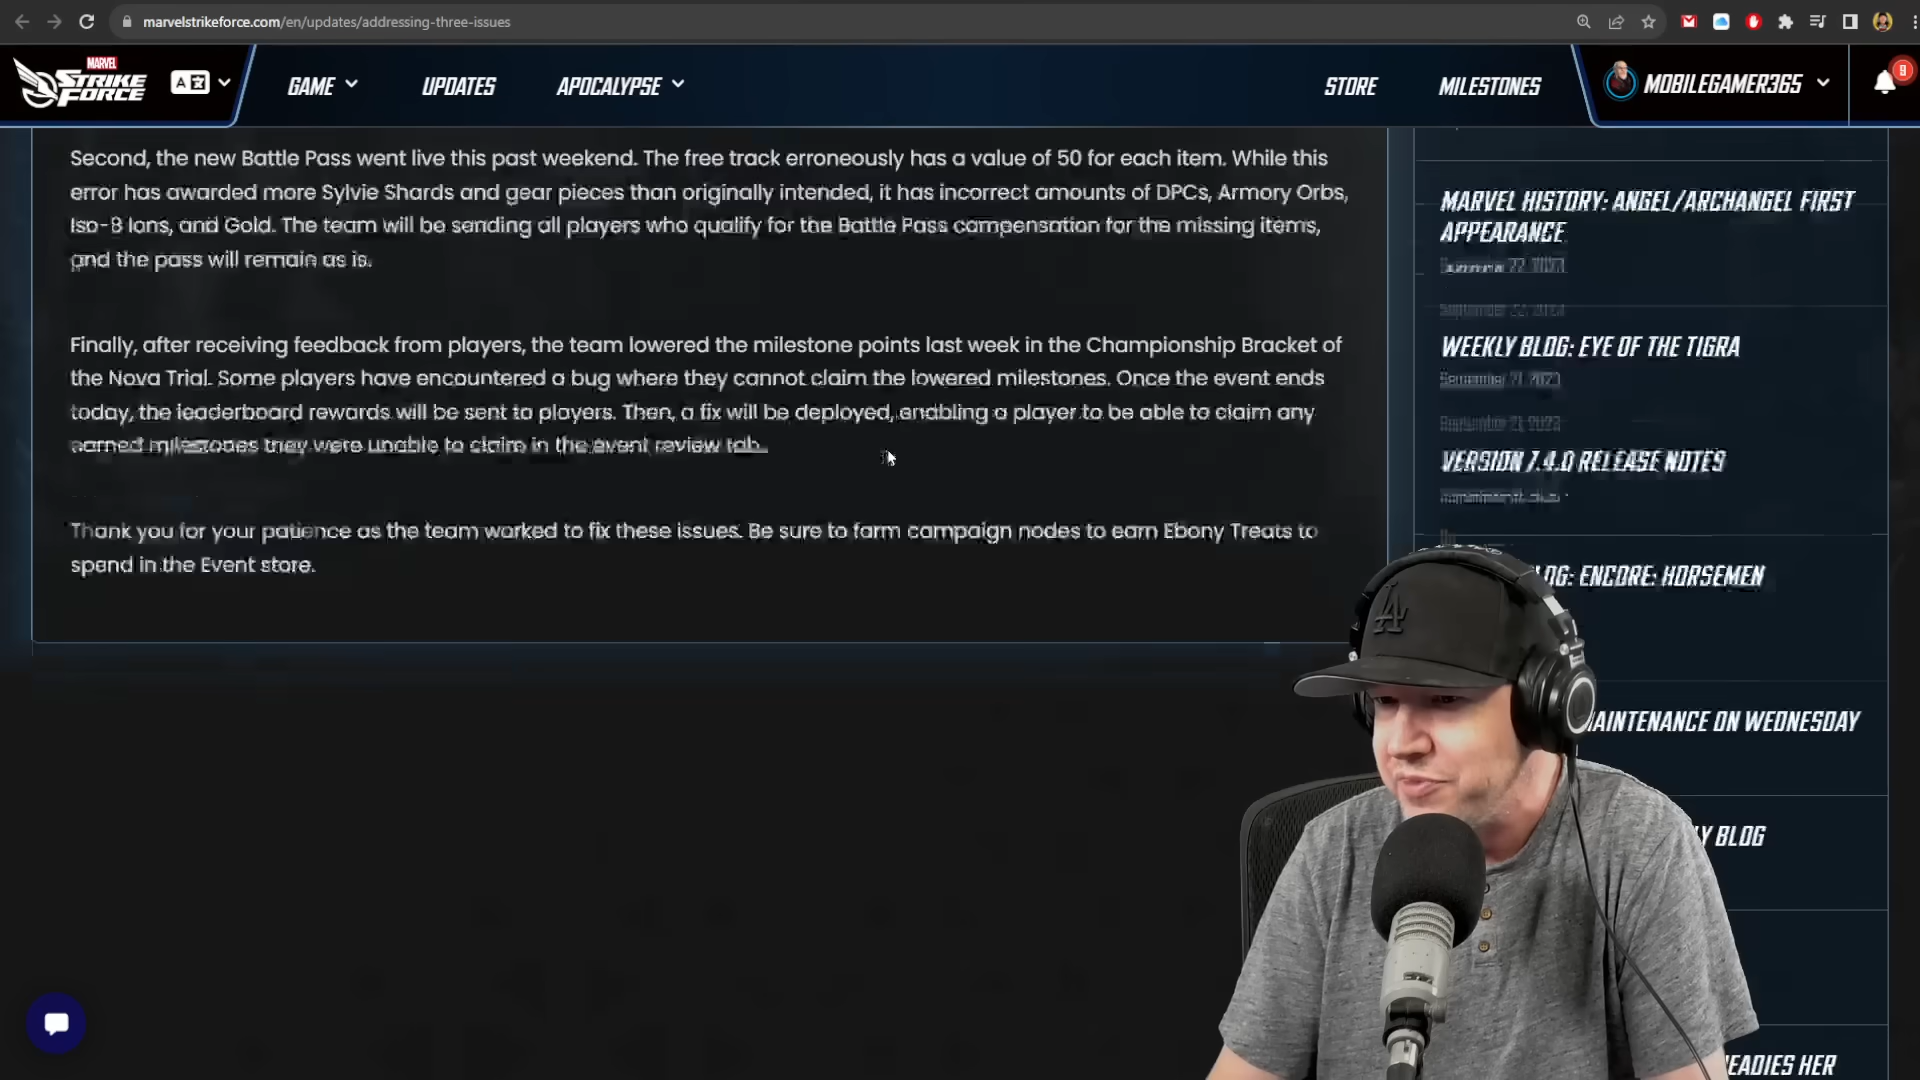 marvelstrikeforce.com/en/updates/addressing-three-issues
MARVEL
STRIKE
FORCE
GAME
UPDATES
APOCALYPSE
STORE
MILESTONES
MOBILEGAMER365
9
Second, the new Battle Pass went live this past weekend. The free track erroneously has a value of 50 for each item. While this
error has awarded more Sylvie Shards and gear pieces than originally intended, it has incorrect amounts of DPCs, Armory Orbs,
Iso-8 Ions, and Gold. The team will be sending all players who qualify for the Battle Pass compensation for the missing items,
and the pass will remain as is.
Finally, after receiving feedback from players, the team lowered the milestone points last week in the Championship Bracket of
the Nova Trial. Some players have encountered a bug where they cannot claim the lowered milestones. Once the event ends
today, the leaderboard rewards will be sent to players. Then, a fix will be deployed, enabling a player to be able to claim any
earned milestones they were unable to claim in the event review tab.
Thank you for your patience as the team worked to fix these issues. Be sure to farm campaign nodes to earn Ebony Treats to
spend in the Event store.
MARVEL HISTORY: ANGEL/ARCHANGEL FIRST
APPEARANCE
September 22, 2023
WEEKLY BLOG: EYE OF THE TIGRA
September 21, 2023
VERSION 7.4.0 RELEASE NOTES
OG: ENCORE: HORSEMEN
AINTENANCE ON WEDNESDAY
Y BLOG
EADIES HER
LA